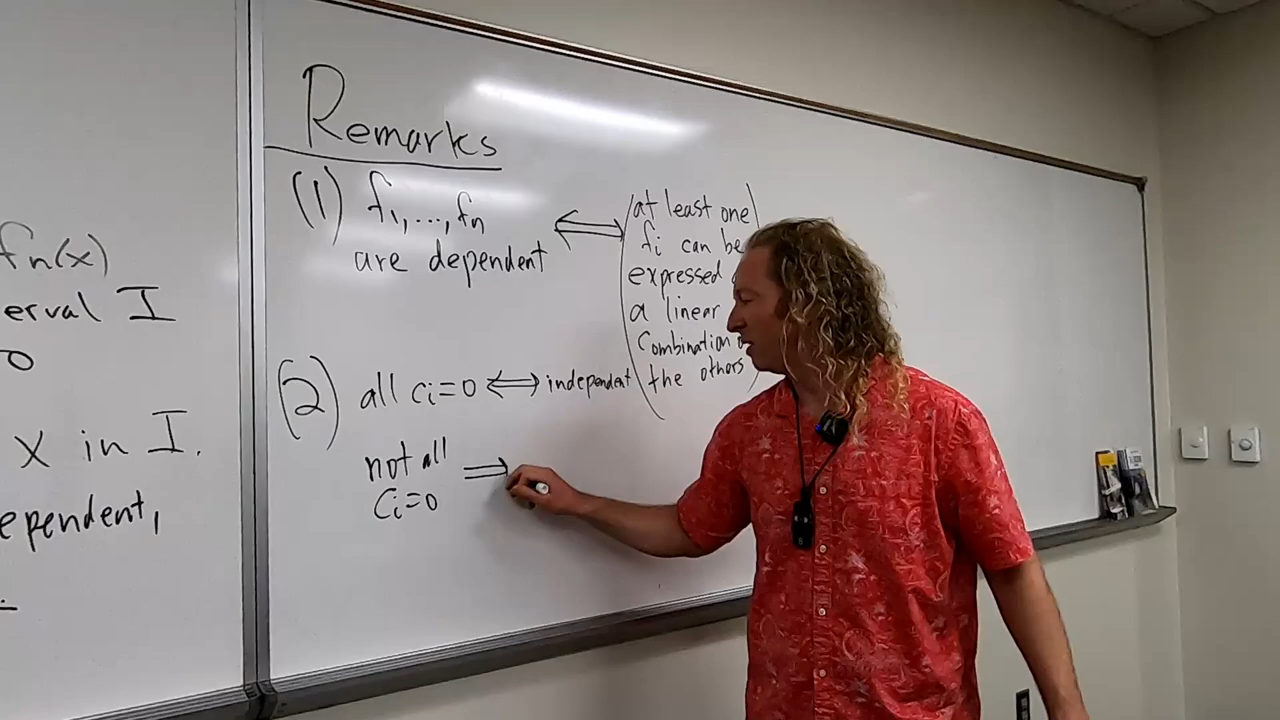 fn(x)
erval I
0
x in I.
ependent,
Remarks
(1) f1,...,fn
are dependent
⟺
(at least one)
fi can be
expressed
a linear
combination
the others
(2) all ci=0 ⟺ independent
not all ⟹
ci=0